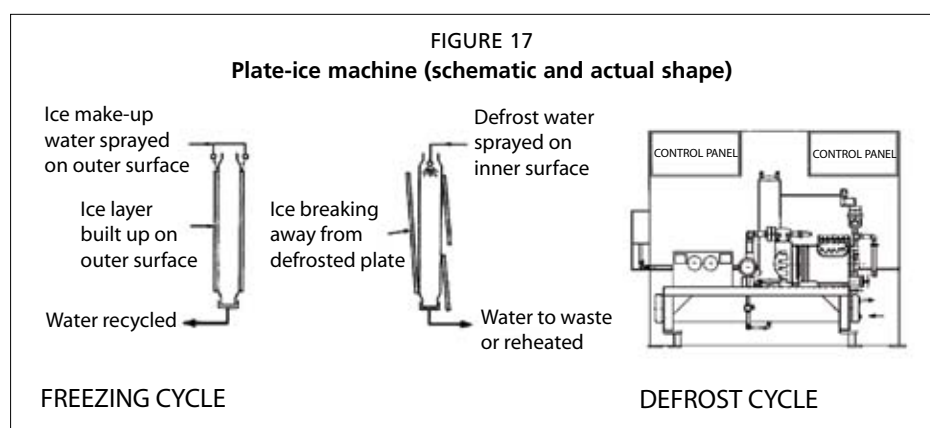 FIGURE 17
Plate-ice machine (schematic and actual shape)
Ice make-up
water sprayed
on outer surface
Ice layer
built up on
outer surface
Water recycled
FREEZING CYCLE
Defrost water
sprayed on
inner surface
Ice breaking
away from
defrosted plate
Water to waste
or reheated
CONTROL PANEL
CONTROL PANEL
DEFROST CYCLE